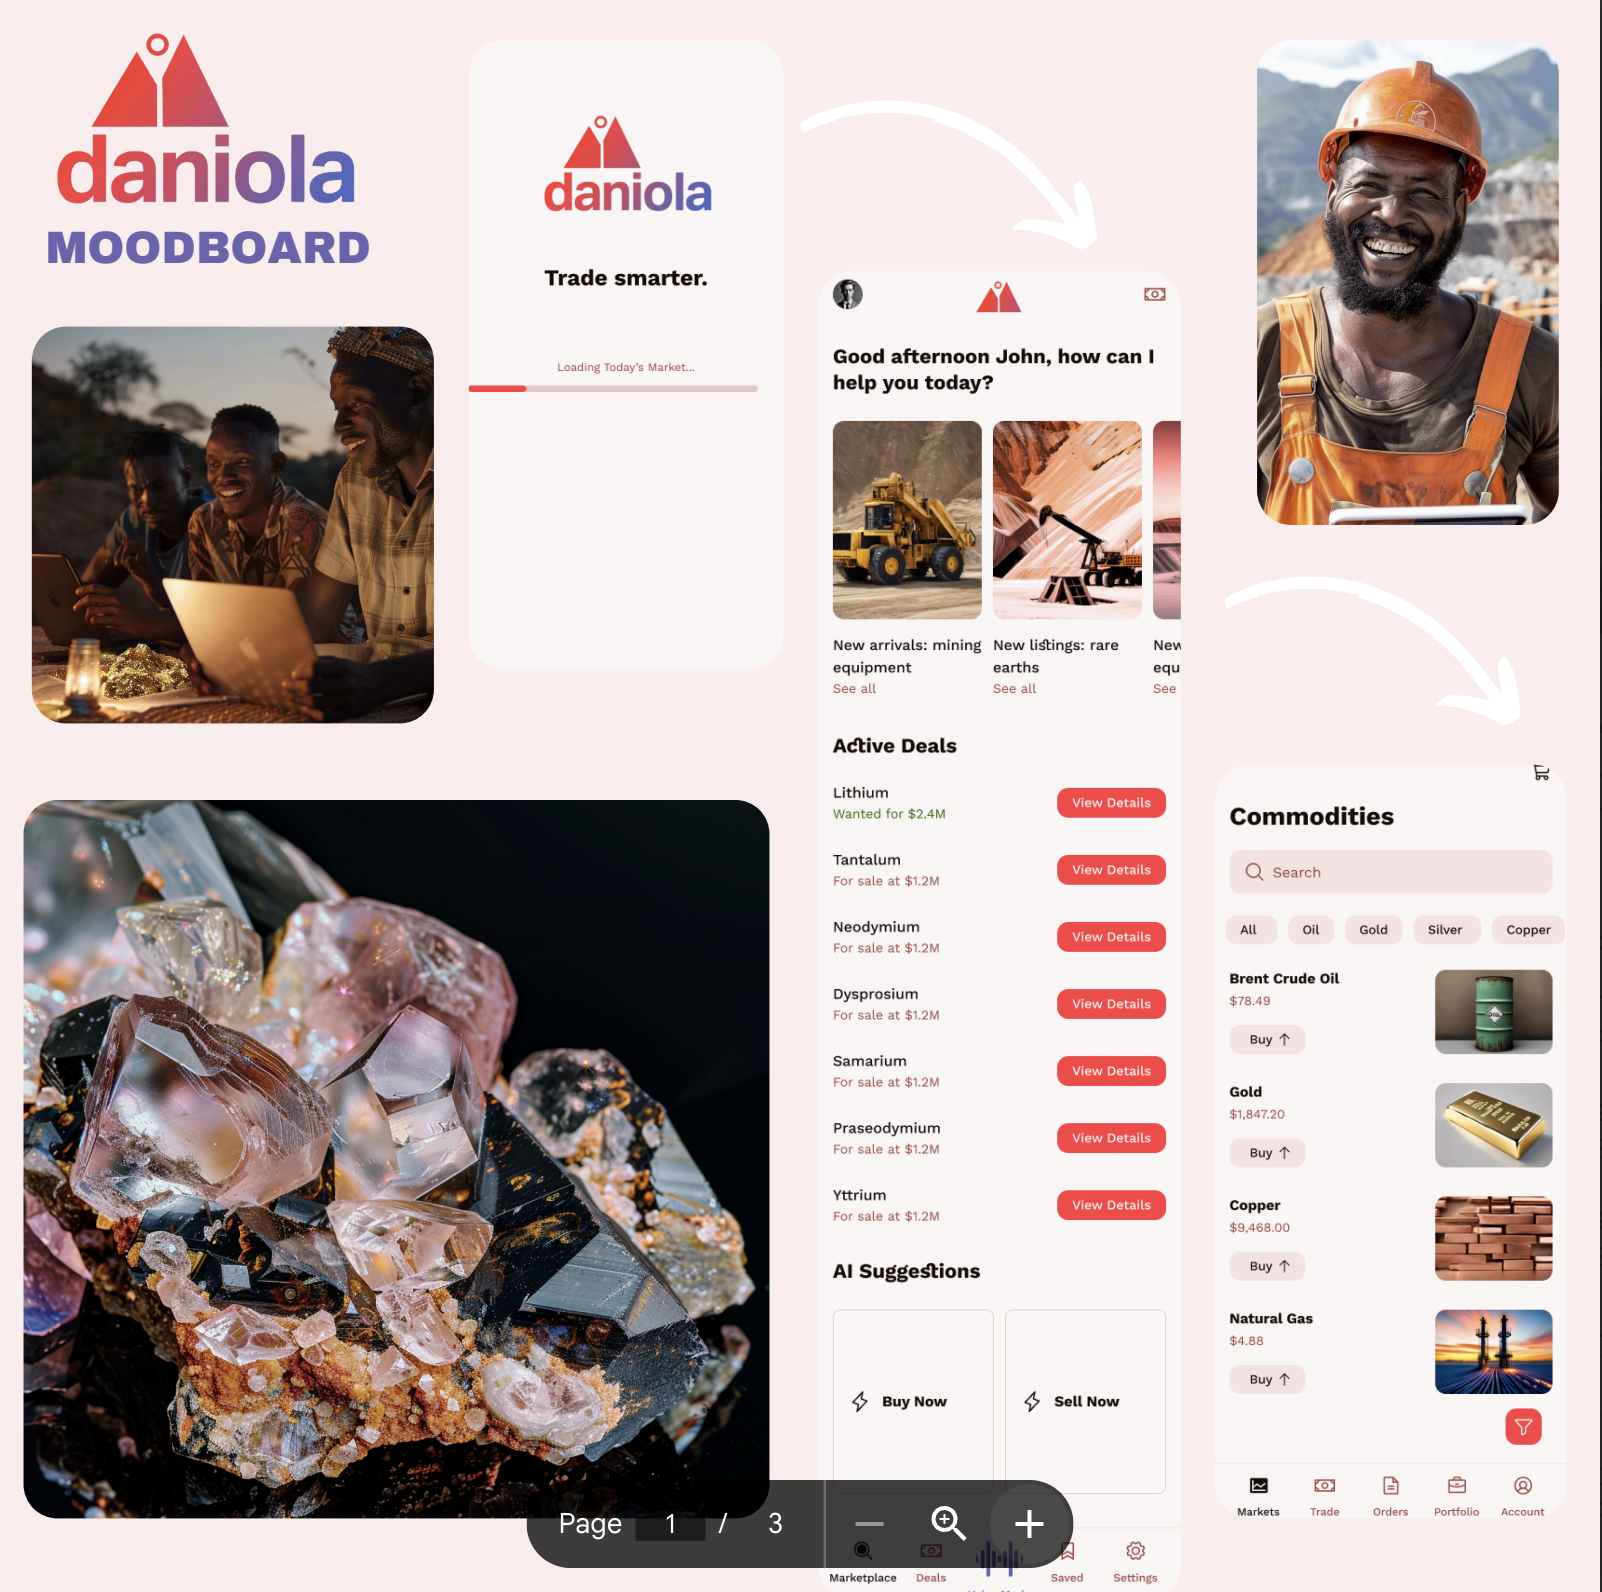 daniola
MOODBOARD
daniola
Trade smarter.
Loading Today's Market...
Good afternoon John, how can I
help you today?
New arrivals: mining
equipment
See all
New listings: rare
earths
See all
New
equ
See
Active Deals
Lithium
Wanted for $2.4M
View Details
Tantalum
For sale at $1.2M
View Details
Neodymium
For sale at $1.2M
View Details
Dysprosium
For sale at $1.2M
View Details
Samarium
For sale at $1.2M
View Details
Praseodymium
For sale at $1.2M
View Details
Yttrium
For sale at $1.2M
View Details
AI Suggestions
Buy Now
Sell Now
Marketplace
Deals
Saved
Settings
Commodities
Search
All
Oil
Gold
Silver
Copper
Brent Crude Oil
$78.49
Buy
Gold
$1,847.20
Buy
Copper
$9,468.00
Buy
Natural Gas
$4.88
Buy
Markets
Trade
Orders
Portfolio
Account
Page 1 / 3